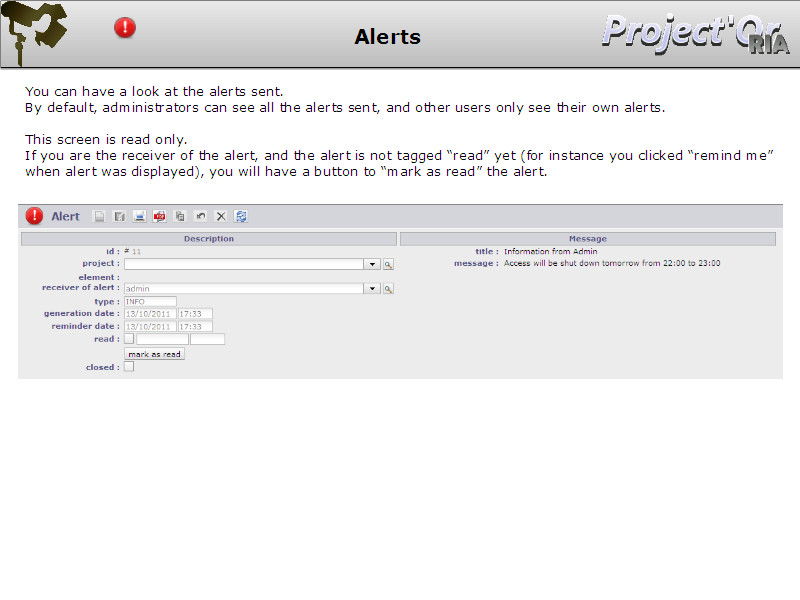 Alerts
Project'Or
RIA
You can have a look at the alerts sent.
By default, administrators can see all the alerts sent, and other users only see their own alerts.
This screen is read only.
If you are the receiver of the alert, and the alert is not tagged “read” yet (for instance you clicked “remind me”
when alert was displayed), you will have a button to “mark as read” the alert.
Alert
Description
id : # 11
project :
element :
receiver of alert : admin
type : INFO
generation date : 13/10/2011 17:33
reminder date : 13/10/2011 17:33
read :
mark as read
closed :
Message
title : Information from Admin
message : Access will be shut down tomorrow from 22:00 to 23:00